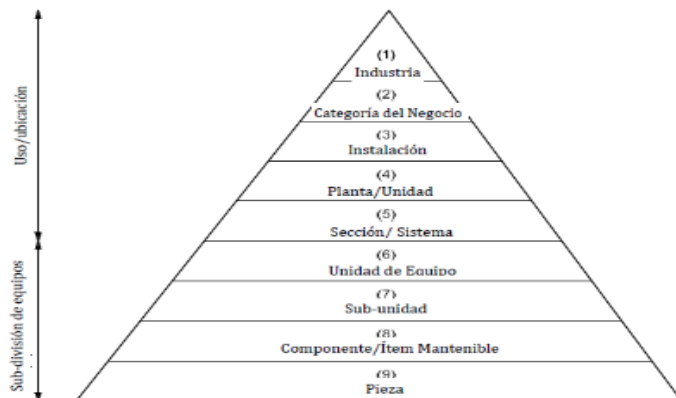 (1)
Industria
(2)
Categoría del Negocio
(3)
Instalación
(4)
Planta/Unidad
(5)
Sección/ Sistema
(6)
Unidad de Equipo
(7)
Sub-unidad
(8)
Componente/Ítem Mantenible
(9)
Pieza
Uso/ubicación
Sub-división de equipos